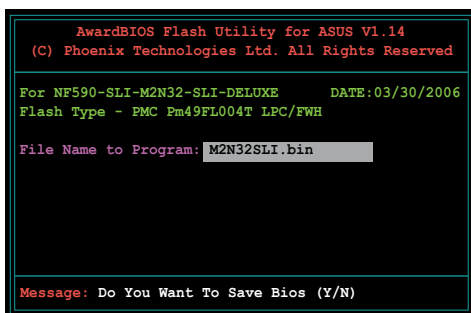 AwardBIOS Flash Utility for ASUS V1.14
(C) Phoenix Technologies Ltd. All Rights Reserved
For NF590-SLI-M2N32-SLI-DELUXE DATE:03/30/2006
Flash Type - PMC Pm49FL004T LPC/FWH
File Name to Program: M2N32SLI.bin
Message: Do You Want To Save Bios (Y/N)